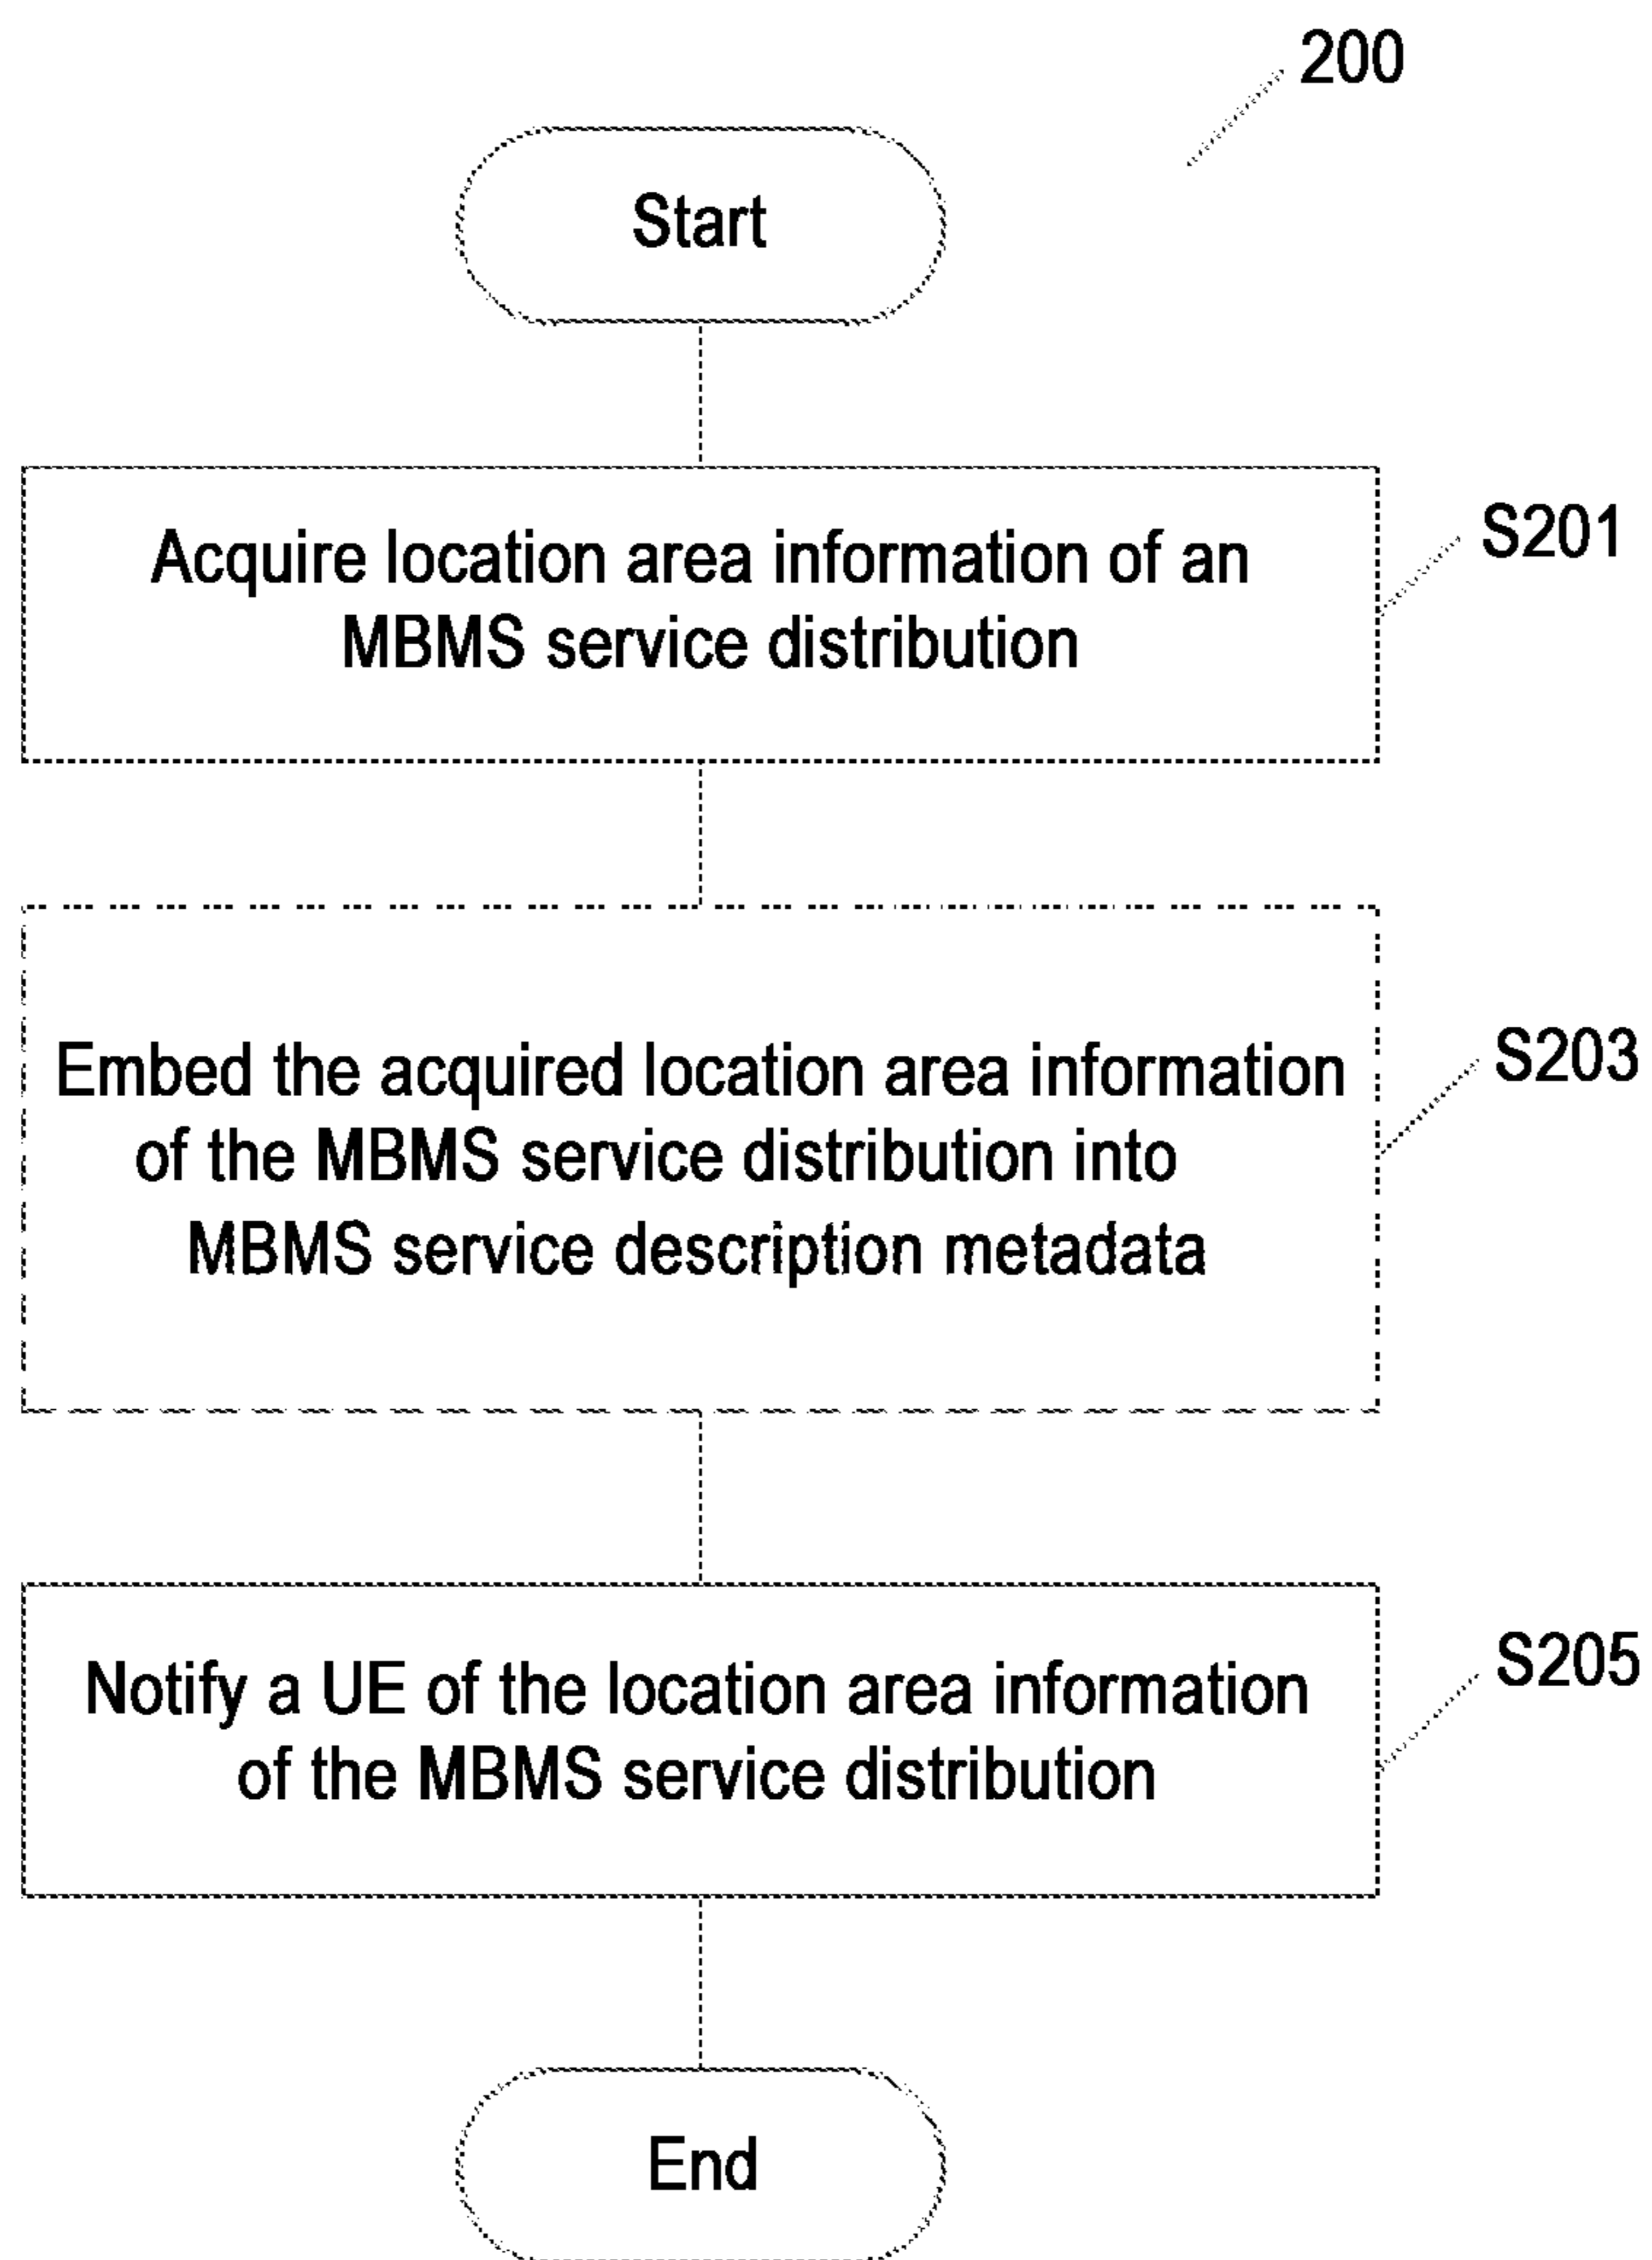 200
Start
Acquire location area information of an
MBMS service distribution
S201
Embed the acquired location area information
of the MBMS service distribution into
MBMS service description metadata
S203
Notify a UE of the location area information
of the MBMS service distribution
S205
End